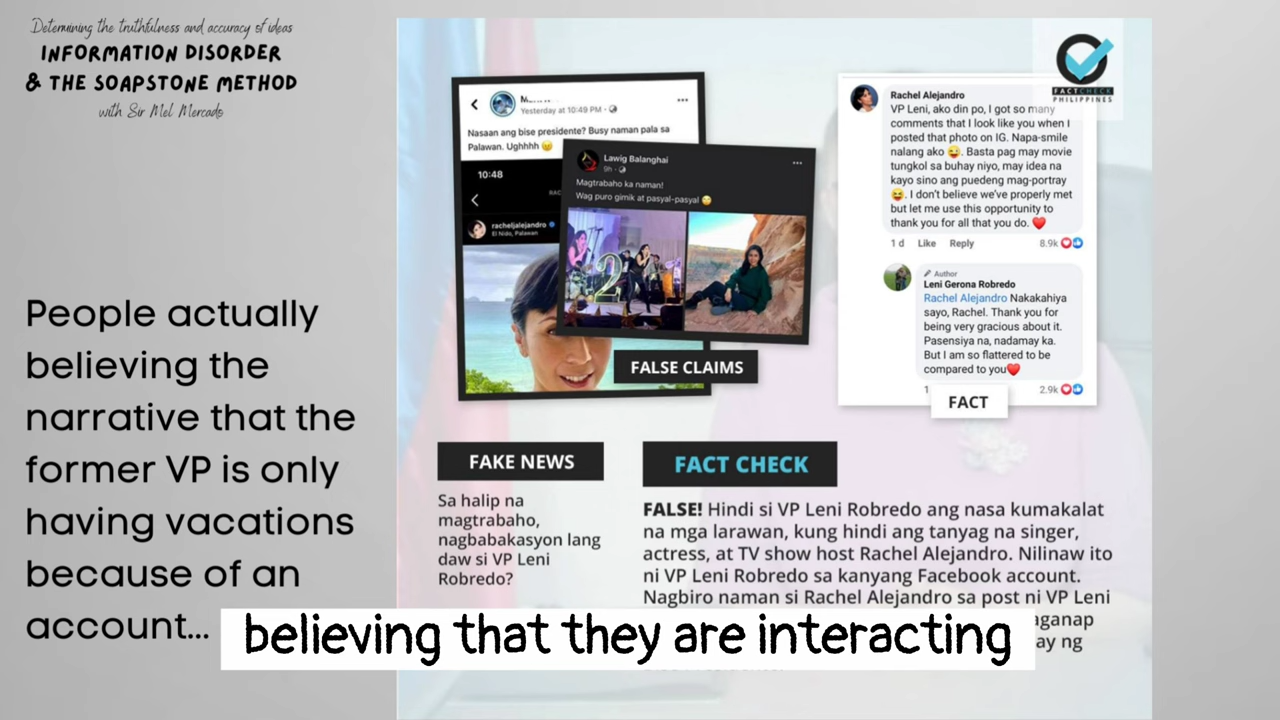 Determining the truthfulness and accuracy of ideas
INFORMATION DISORDER
& THE SOAPSTONE METHOD
with Sir Mel Mercado
People actually
believing the
narrative that the
former VP is only
having vacations
because of an
account...
Yesterday at 10:49 PM
Nasaan ang bise presidente? Busy naman pala sa
Palawan. Ughhhh
10:48
racheljalejandro
El Nido, Palawan
Lawig Balanghai
9h
Magtrabaho ka naman!
Wag puro gimik at pasyal-pasyal
2
FALSE CLAIMS
FACTCHECK
PHILIPPINES
Rachel Alejandro
VP Leni, ako din po, I got so many
comments that I look like you when I
posted that photo on IG. Napa-smile
nalang ako 😂. Basta pag may movie
tungkol sa buhay niyo, may idea na
kayo sino ang puedeng mag-portray
😂. I don't believe we've properly met
but let me use this opportunity to
thank you for all that you do. ❤️
1 d Like Reply 8.9k
Author
Leni Gerona Robredo
Rachel Alejandro Nakakahiya
sayo, Rachel. Thank you for
being very gracious about it.
Pasensiya na, nadamay ka.
But I am so flattered to be
compared to you❤️
2.9k
FACT
FAKE NEWS
Sa halip na
magtrabaho,
nagbabakasyon lang
daw si VP Leni
Robredo?
FACT CHECK
FALSE! Hindi si VP Leni Robredo ang nasa kumakalat
na mga larawan, kung hindi ang tanyag na singer,
actress, at TV show host Rachel Alejandro. Nilinaw ito
ni VP Leni Robredo sa kanyang Facebook account.
Nagbiro naman si Rachel Alejandro sa post ni VP Leni
ng
believing that they are interacting